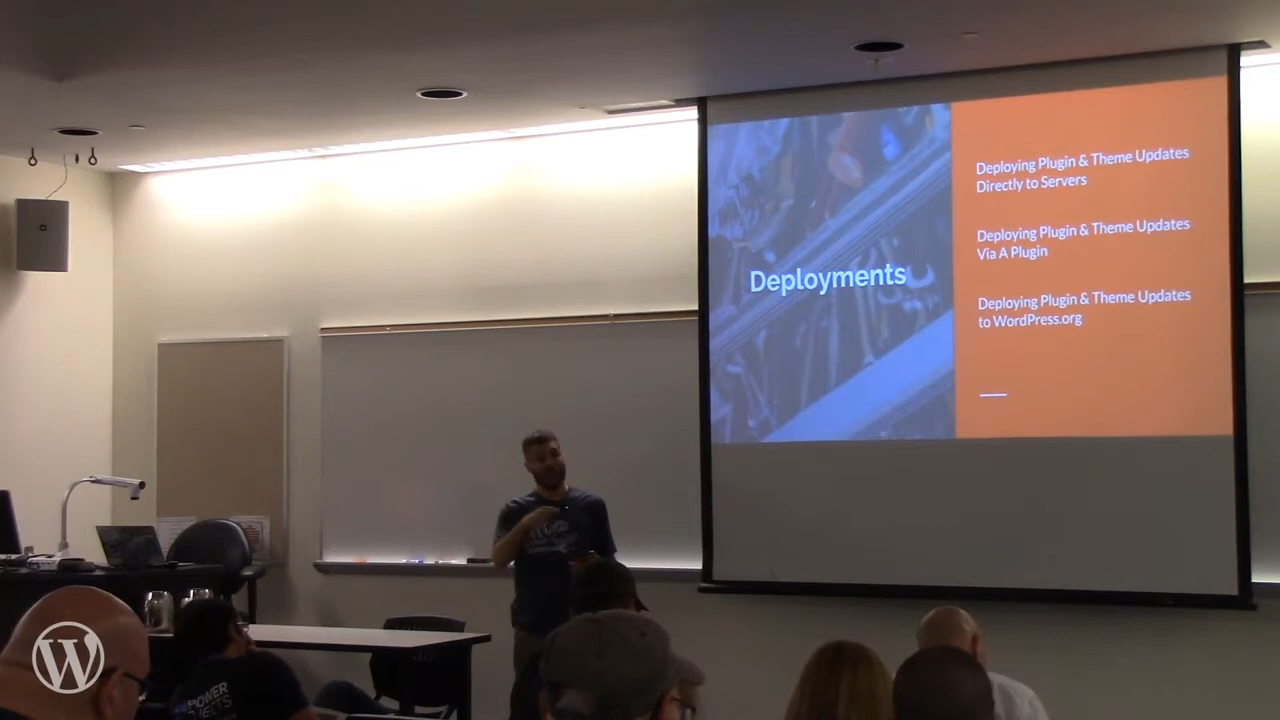 Deployments
Deploying Plugin & Theme Updates
Directly to Servers
Deploying Plugin & Theme Updates
Via A Plugin
Deploying Plugin & Theme Updates
to WordPress.org
POWER